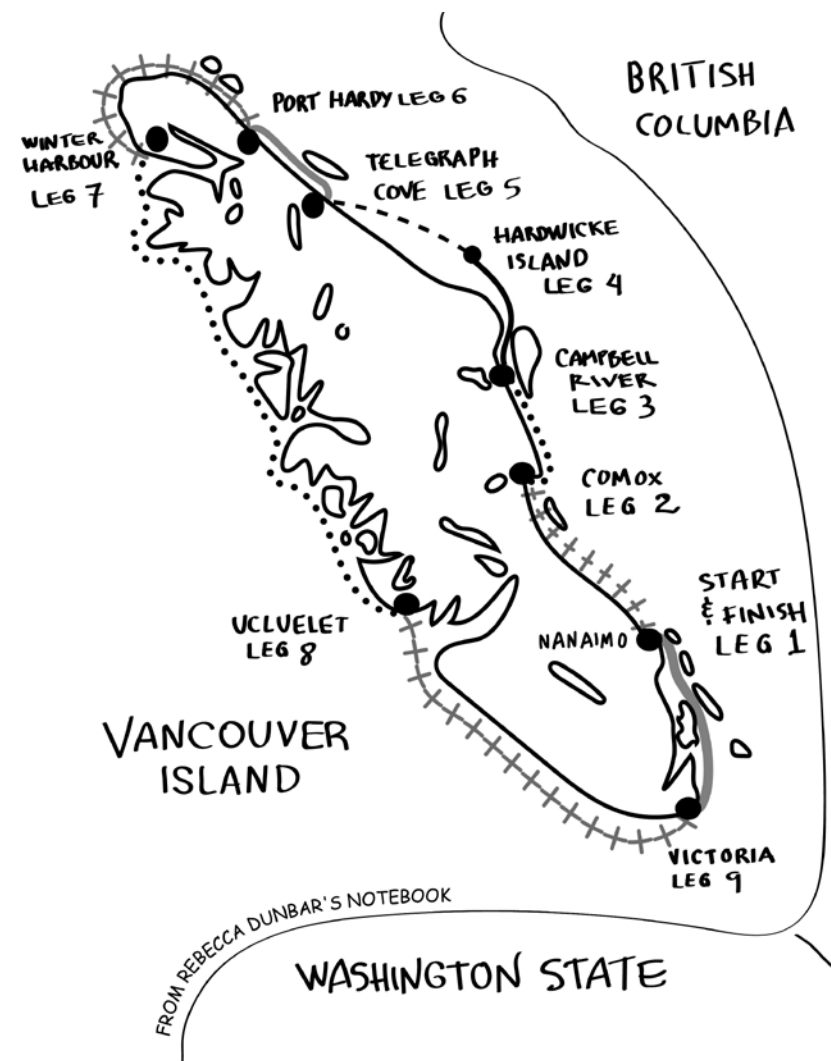 BRITISH
COLUMBIA
PORT HARDY LEG 6
WINTER
HARBOUR
LEG 7
TELEGRAPH
COVE LEG 5
HARDWICKE
ISLAND
LEG 4
CAMPBELL
RIVER
LEG 3
COMOX
LEG 2
START
& FINISH
LEG 1
NANAIMO
UCLUELET
LEG 8
VANCOUVER
ISLAND
VICTORIA
LEG 9
FROM REBECCA DUNBAR'S NOTEBOOK
WASHINGTON STATE